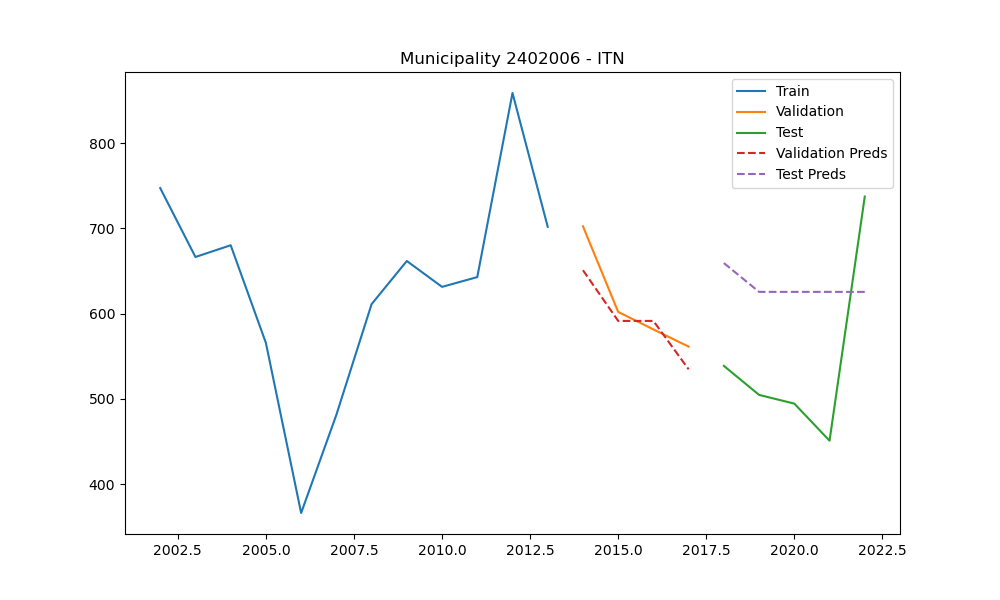 Municipality 2402006 - ITN
Train
Validation
Test
Validation Preds
Test Preds
800
700
600
500
400
2002.5 2005.0 2007.5 2010.0 2012.5 2015.0 2017.5 2020.0 2022.5